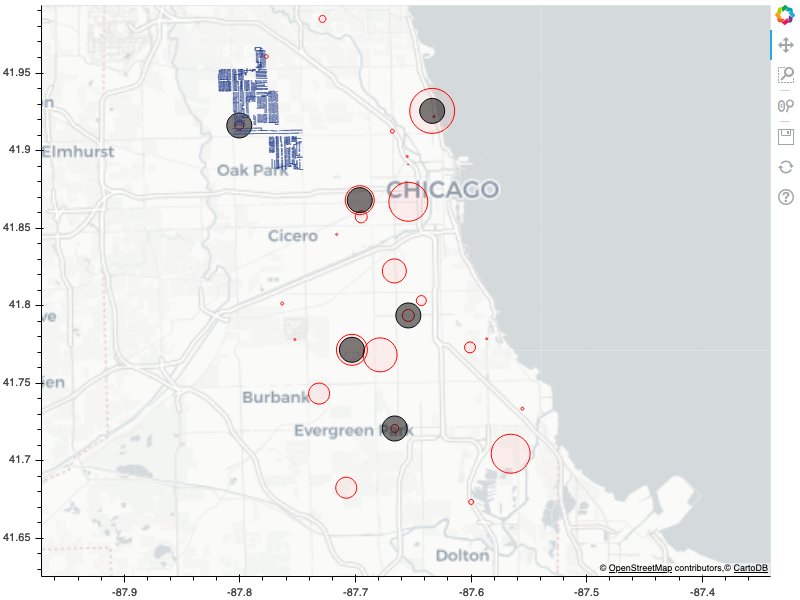 41.95
on
41.9
Elmhurst
Oak Park
CHICAGO
41.85
Cicero
41.8
ve
41.75
en
Burbank
Evergreen Park
41.7
41.65
Dolton
© OpenStreetMap contributors,© CartoDB
-87.9
-87.8
-87.7
-87.6
-87.5
-87.4